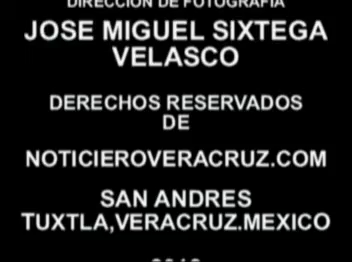 DIRECCION DE FOTOGRAFIA
JOSE MIGUEL SIXTEGA
VELASCO
DERECHOS RESERVADOS
DE
NOTICIEROVERACRUZ.COM
SAN ANDRES
TUXTLA,VERACRUZ.MEXICO